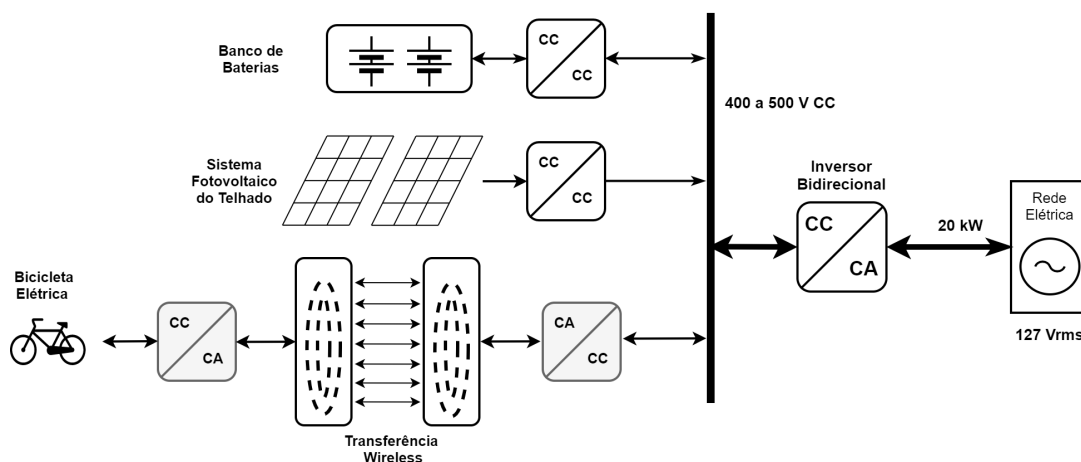 Banco de
Baterias
CC
CC
400 a 500 V CC
Sistema
Fotovoltaico
do Telhado
CC
CC
Inversor
Bidirecional
CC
CA
20 kW
Rede
Elétrica
127 Vrms
Bicicleta
Elétrica
CC
CA
CA
CC
Transferência
Wireless